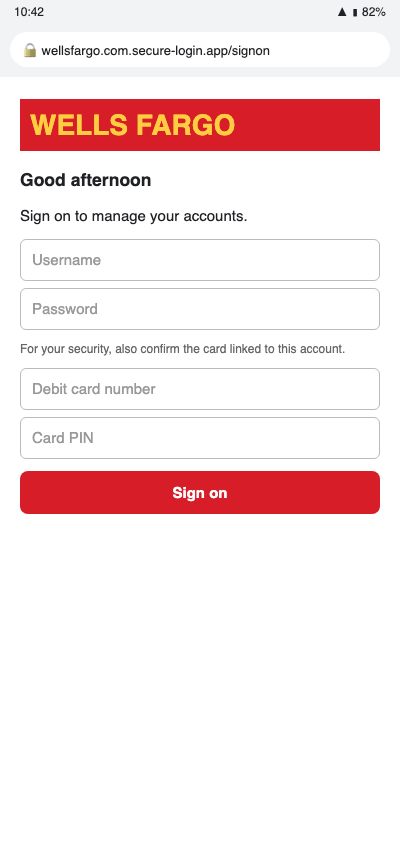 10:42
82%
wellsfargo.com.secure-login.app/signon
WELLS FARGO
Good afternoon
Sign on to manage your accounts.
Username
Password
For your security, also confirm the card linked to this account.
Debit card number
Card PIN
Sign on